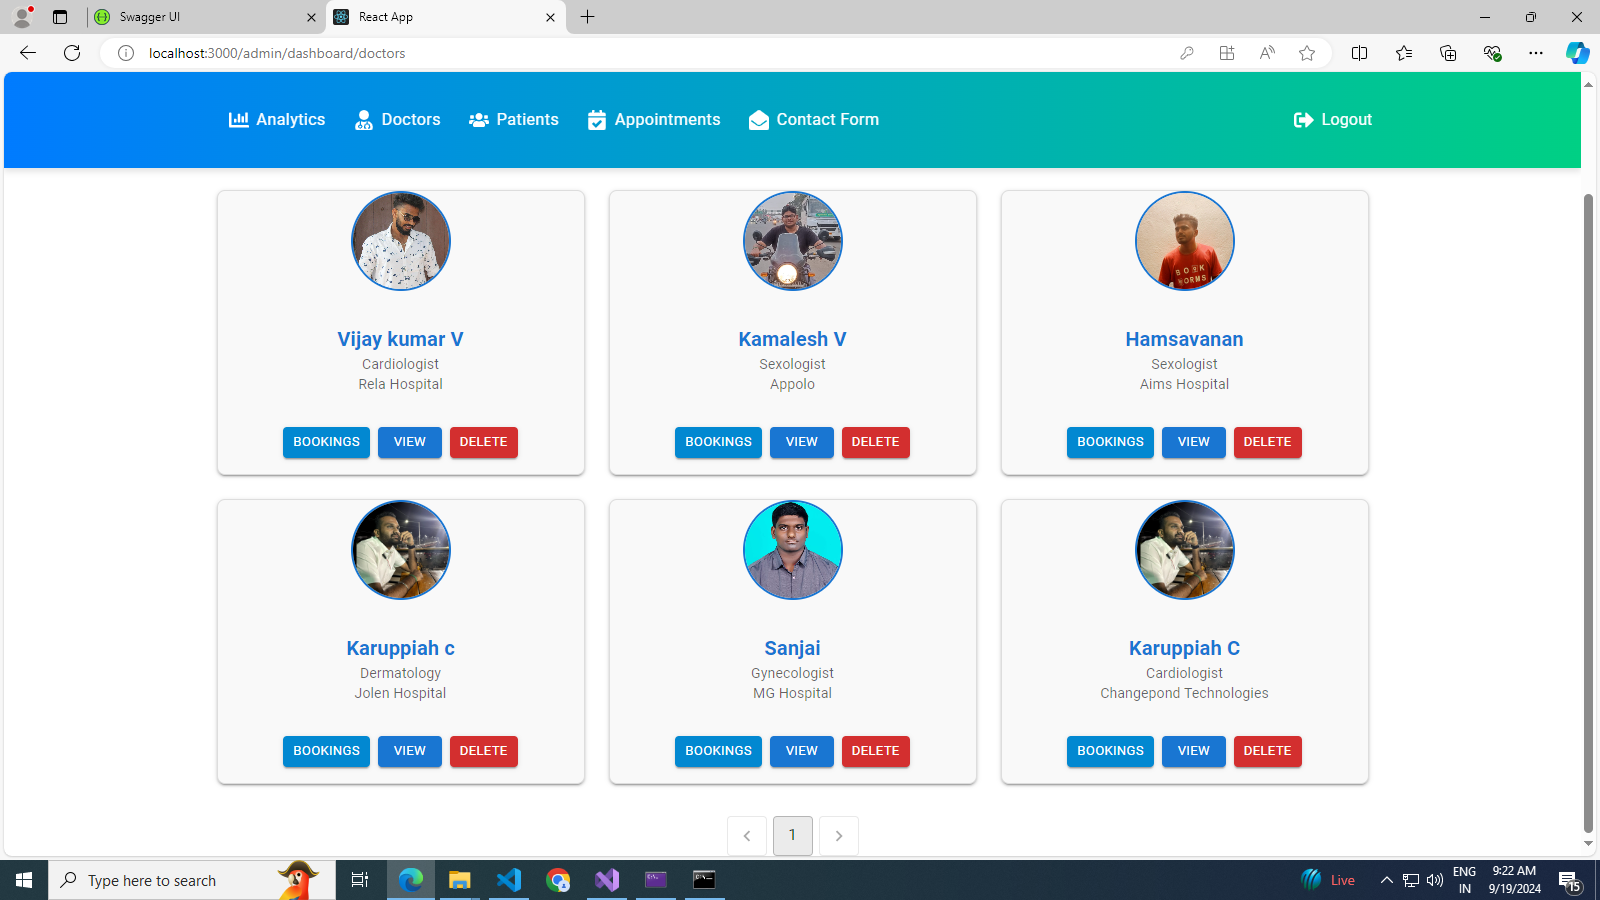 Swagger UI
React App
localhost:3000/admin/dashboard/doctors
Analytics
Doctors
Patients
Appointments
Contact Form
Logout
BOOK
WORMS
Vijay kumar V
Cardiologist
Rela Hospital
BOOKINGS VIEW DELETE
Kamalesh V
Sexologist
Appolo
BOOKINGS VIEW DELETE
Hamsavanan
Sexologist
Aims Hospital
BOOKINGS VIEW DELETE
Karuppiah c
Dermatology
Jolen Hospital
BOOKINGS VIEW DELETE
Sanjai
Gynecologist
MG Hospital
BOOKINGS VIEW DELETE
Karuppiah C
Cardiologist
Changepond Technologies
BOOKINGS VIEW DELETE
1
Type here to search
Live
ENG
IN
9:22 AM
9/19/2024
15